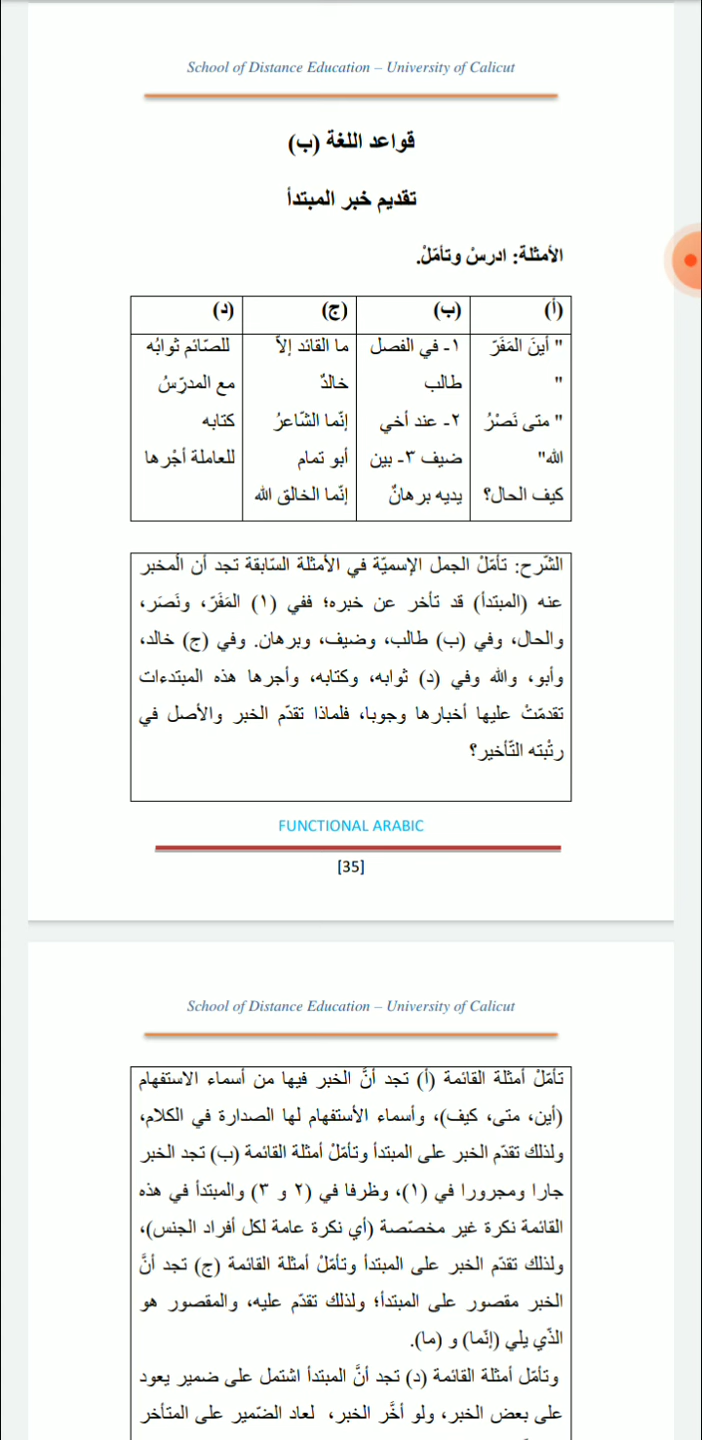 School of Distance Education – University of Calicut
قواعد اللغة (ب)
تقديم خبر المبتدأ
الأمثلة: ادرسْ وتأمّلْ.
(أ) (ب) (ج) (د)
" أينَ المَفَرّ ١- في الفصل ما القائد إلاّ للصّائم ثوابُه
" طالب خالدٌ مع المدرّسُ
" متى نَصْرُ ٢- عند أخي إنّما الشّاعرُ كتابه
الله" ضيف ٣- بين أبو تمام للعاملة أجْرها
كيف الحال؟ يديه برهانٌ إنّما الخالق الله
الشّرح: تأمّلْ الجمل الإسميّة في الأمثلة السّابقة تجد أن المخبر
عنه (المبتدأ) قد تأخر عن خبره؛ ففي (١) المَفَرّ، ونَصَر،
والحال، وفي (ب) طالب، وضيف، وبرهان. وفي (ج) خالد،
وأبو، والله وفي (د) ثوابه، وكتابه، وأجرها هذه المبتدءات
تقدمّتْ عليها أخبارها وجوبا، فلماذا تقدّم الخبر والأصل في
رتْبته التّأخير؟
FUNCTIONAL ARABIC
[35]
School of Distance Education – University of Calicut
تأمّلْ أمثلة القائمة (أ) تجد أنَّ الخبر فيها من أسماء الاستفهام
(أين، متى، كيف)، وأسماء الأستفهام لها الصدارة في الكلام،
ولذلك تقدّم الخبر على المبتدأ وتأمّلْ أمثلة القائمة (ب) تجد الخبر
جارا ومجرورا في (١)، وظرفا في (٢ و ٣) والمبتدأ في هذه
القائمة نكرة غير مخصّصة (أي نكرة عامة لكل أفراد الجنس)،
ولذلك تقدّم الخبر على المبتدأ وتأمّلْ أمثلة القائمة (ج) تجد أنَّ
الخبر مقصور على المبتدأ؛ ولذلك تقدّم عليه، والمقصور هو
الذّي يلي (إنّما) و (ما).
وتأمّل أمثلة القائمة (د) تجد أنَّ المبتدأ اشتمل على ضمير يعود
على بعض الخبر، ولو أخَّر الخبر، لعاد الضّمير على المتأخر